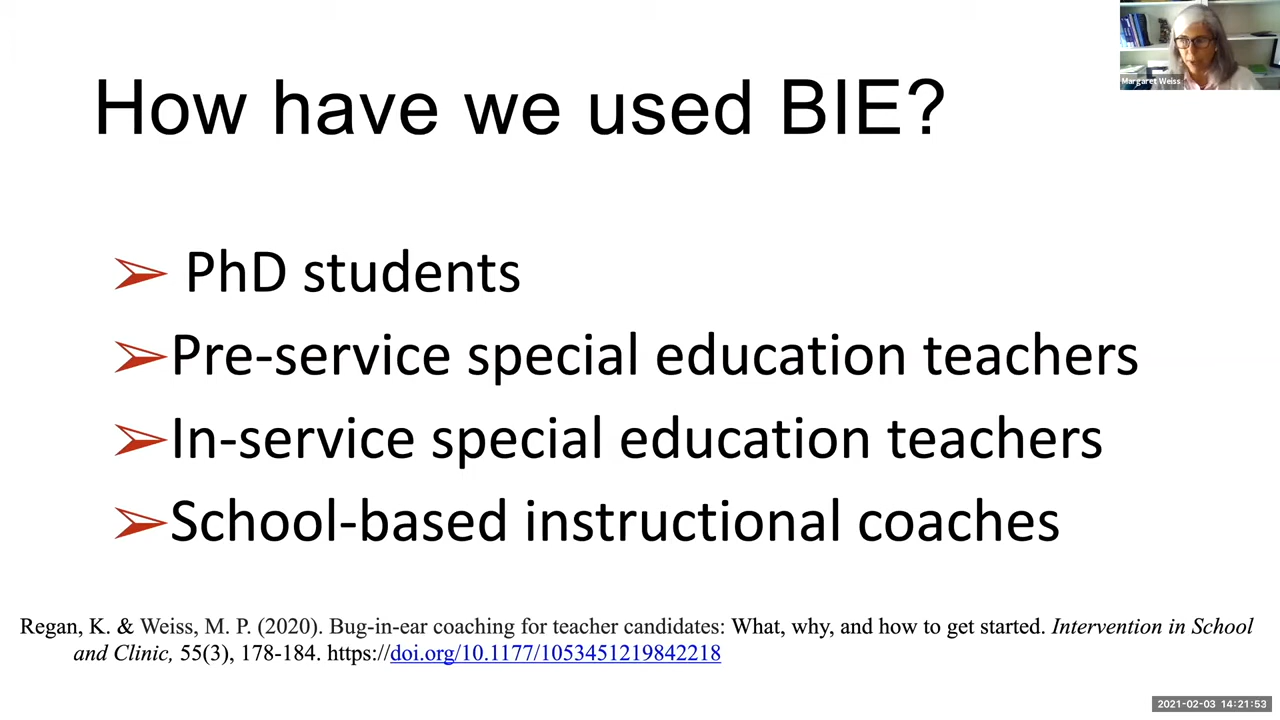 How have we used BIE?
Margaret Weiss
➢ PhD students
➢Pre-service special education teachers
➢In-service special education teachers
➢School-based instructional coaches
Regan, K. & Weiss, M. P. (2020). Bug-in-ear coaching for teacher candidates: What, why, and how to get started. Intervention in School
and Clinic, 55(3), 178-184. https://doi.org/10.1177/1053451219842218
2021-02-03 14:21:53